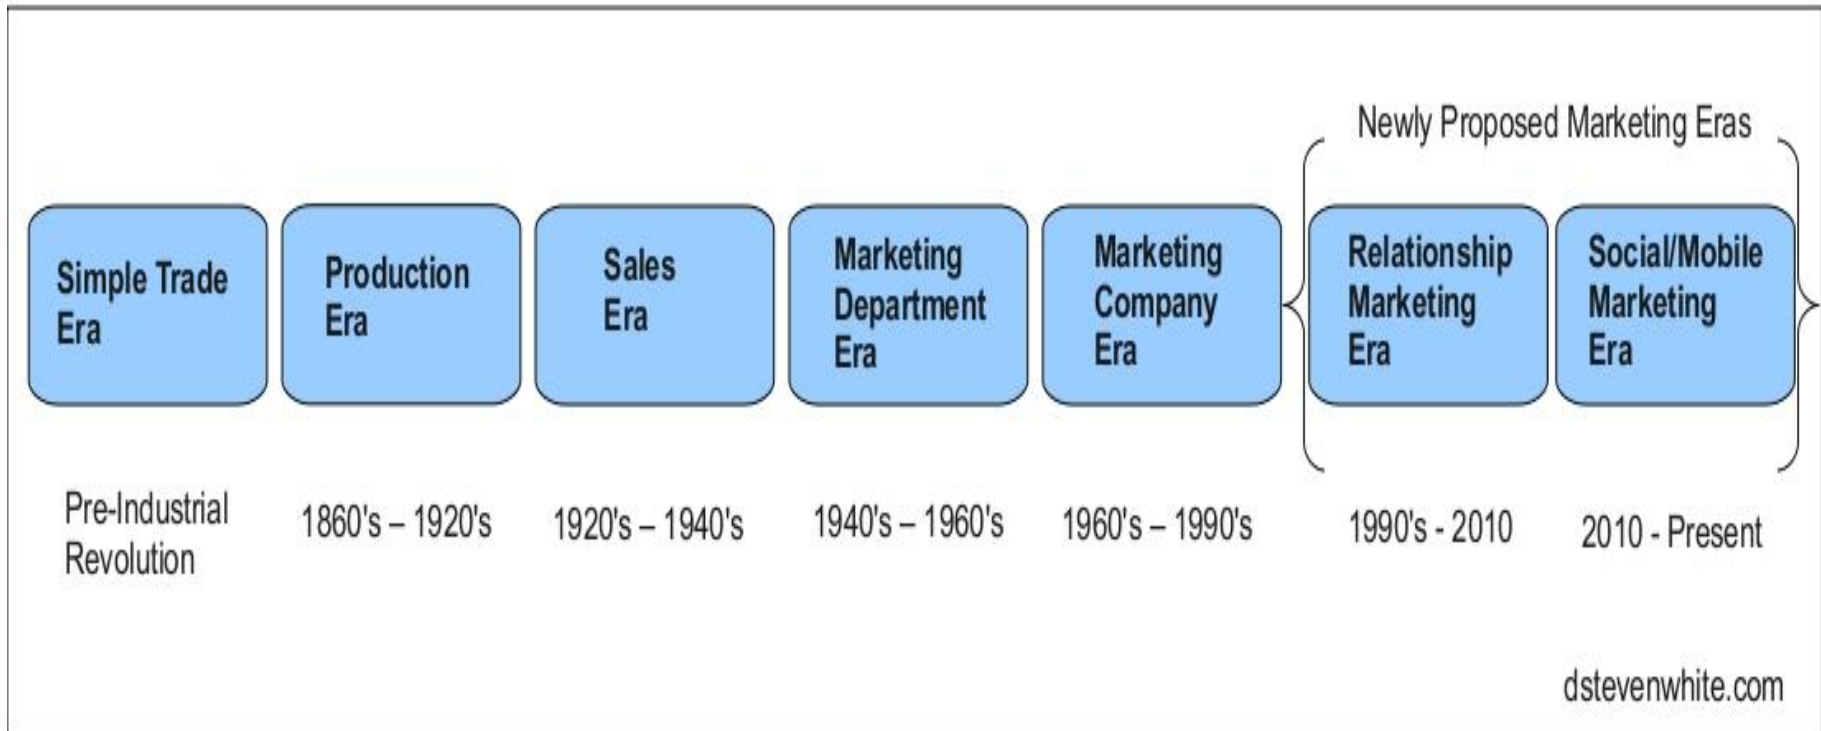 Newly Proposed Marketing Eras
Simple Trade
Era
Production
Era
Sales
Era
Marketing
Department
Era
Marketing
Company
Era
Relationship
Marketing
Era
Social/Mobile
Marketing
Era
Pre-Industrial
Revolution
1860's – 1920's
1920's – 1940's
1940's – 1960's
1960's – 1990's
1990's - 2010
2010 - Present
dstevenwhite.com